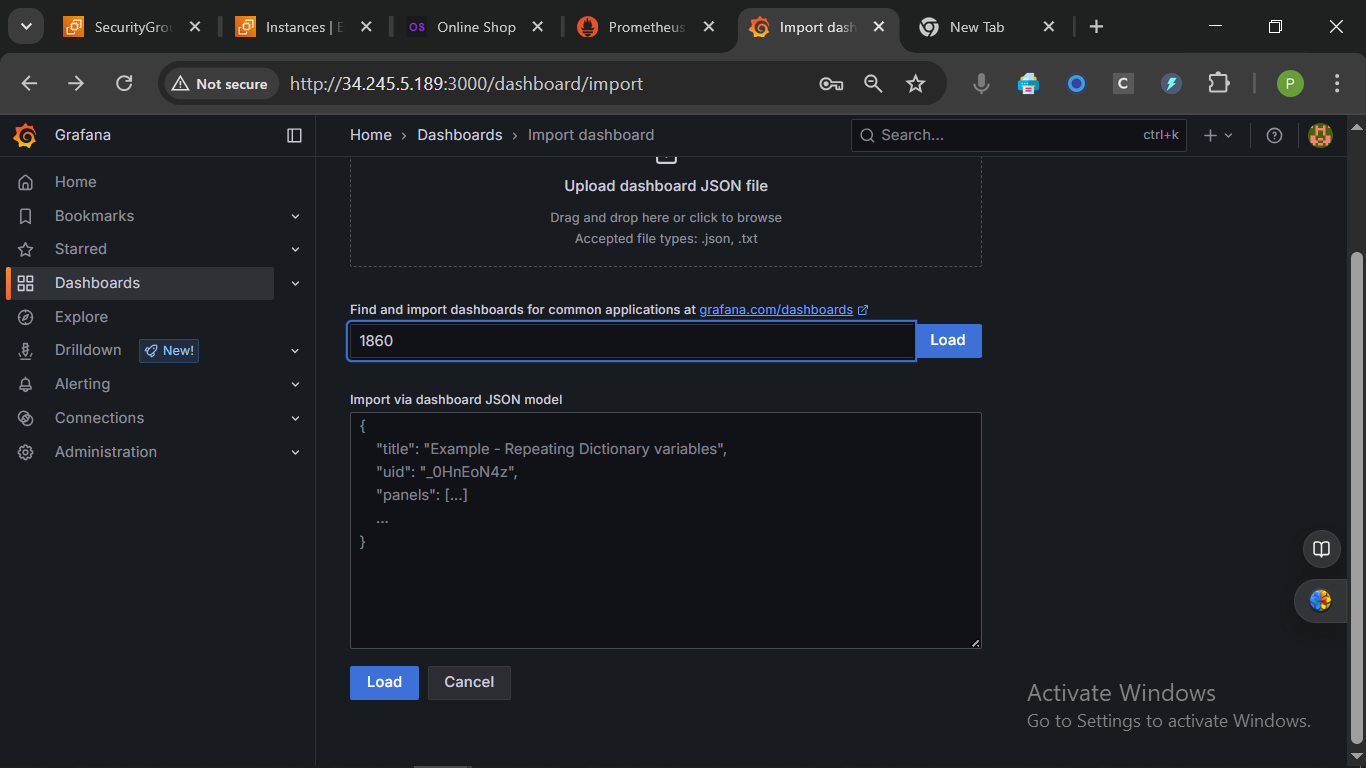 SecurityGro
Instances | E
OS Online Shop
Prometheus
Import dash
New Tab
Not secure
http://34.245.5.189:3000/dashboard/import
C
P
Grafana
Home › Dashboards › Import dashboard
Search...
ctrl+k
Home
Bookmarks
Starred
Dashboards
Explore
Drilldown
New!
Alerting
Connections
Administration
Upload dashboard JSON file
Drag and drop here or click to browse
Accepted file types: .json, .txt
Find and import dashboards for common applications at grafana.com/dashboards
1860
Load
Import via dashboard JSON model
{
"title": "Example - Repeating Dictionary variables",
"uid": "_0HnEoN4z",
"panels": [...]
...
}
Load
Cancel
Activate Windows
Go to Settings to activate Windows.